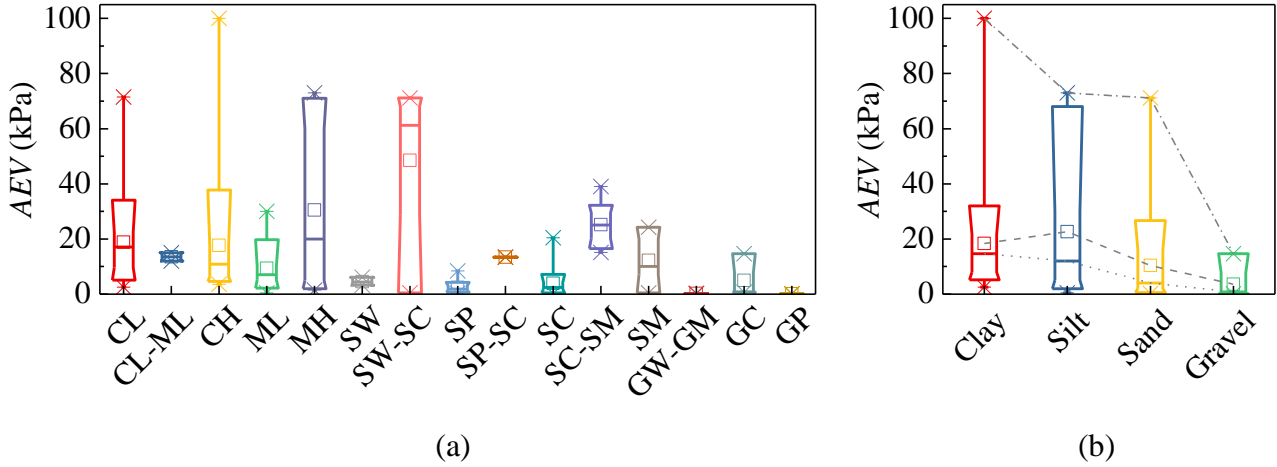 AEV (kPa)
100
80
60
40
20
0
CL
CL-ML
CH
ML
MH
SW
SW-SC
SP
SP-SC
SC
SC-SM
SM
GW-GM
GC
GP
(a)
AEV (kPa)
100
80
60
40
20
0
Clay
Silt
Sand
Gravel
(b)